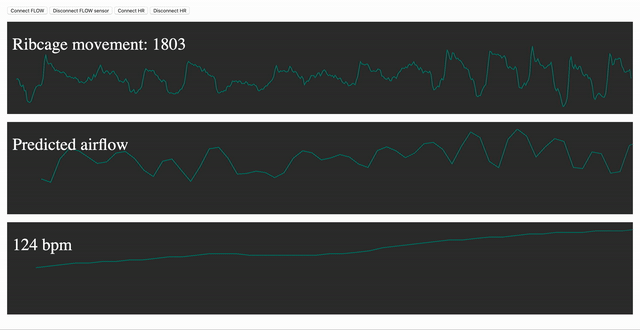 Connect FLOW Disconnect FLOW sensor Connect HR Disconnect HR
Ribcage movement: 1803
Predicted airflow
124 bpm